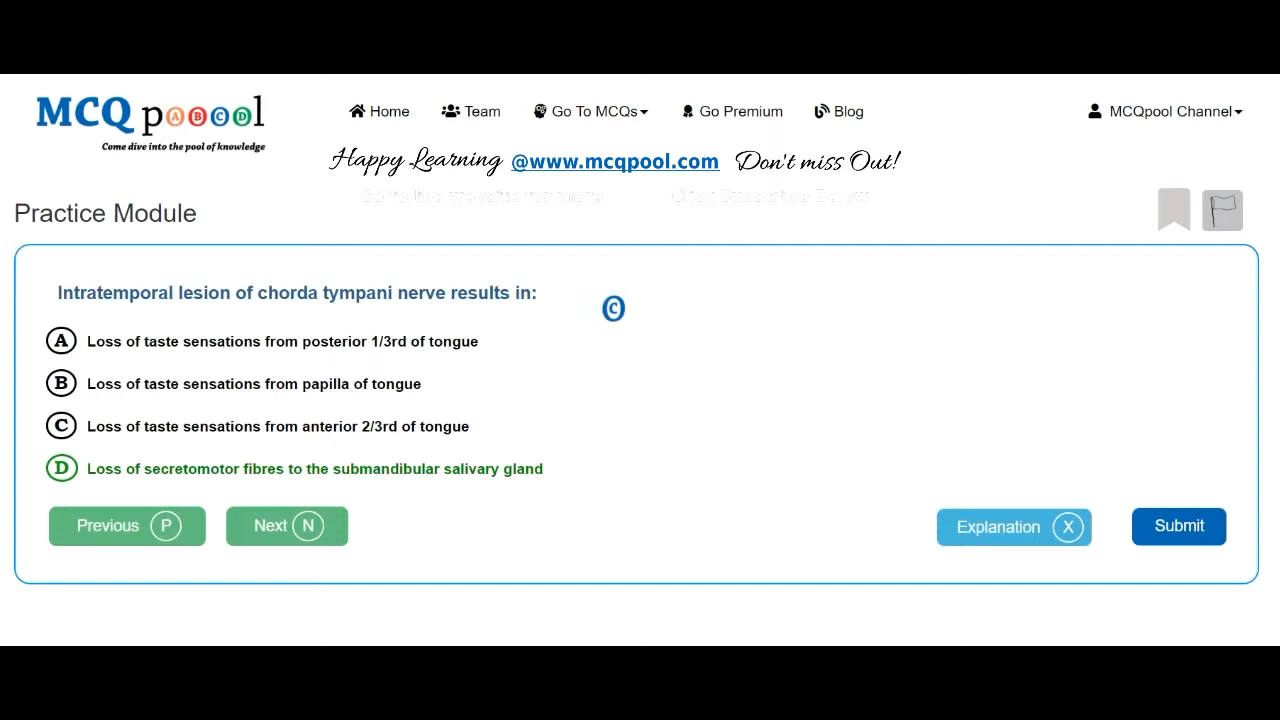 MCQ pABCDl
Come dive into the pool of knowledge
Home Team Go To MCQs Go Premium Blog MCQpool Channel
Happy Learning @www.mcqpool.com Don't miss Out!
Practice Module
Intratemporal lesion of chorda tympani nerve results in:
C
A Loss of taste sensations from posterior 1/3rd of tongue
B Loss of taste sensations from papilla of tongue
C Loss of taste sensations from anterior 2/3rd of tongue
D Loss of secretomotor fibres to the submandibular salivary gland
Previous P Next N Explanation X Submit